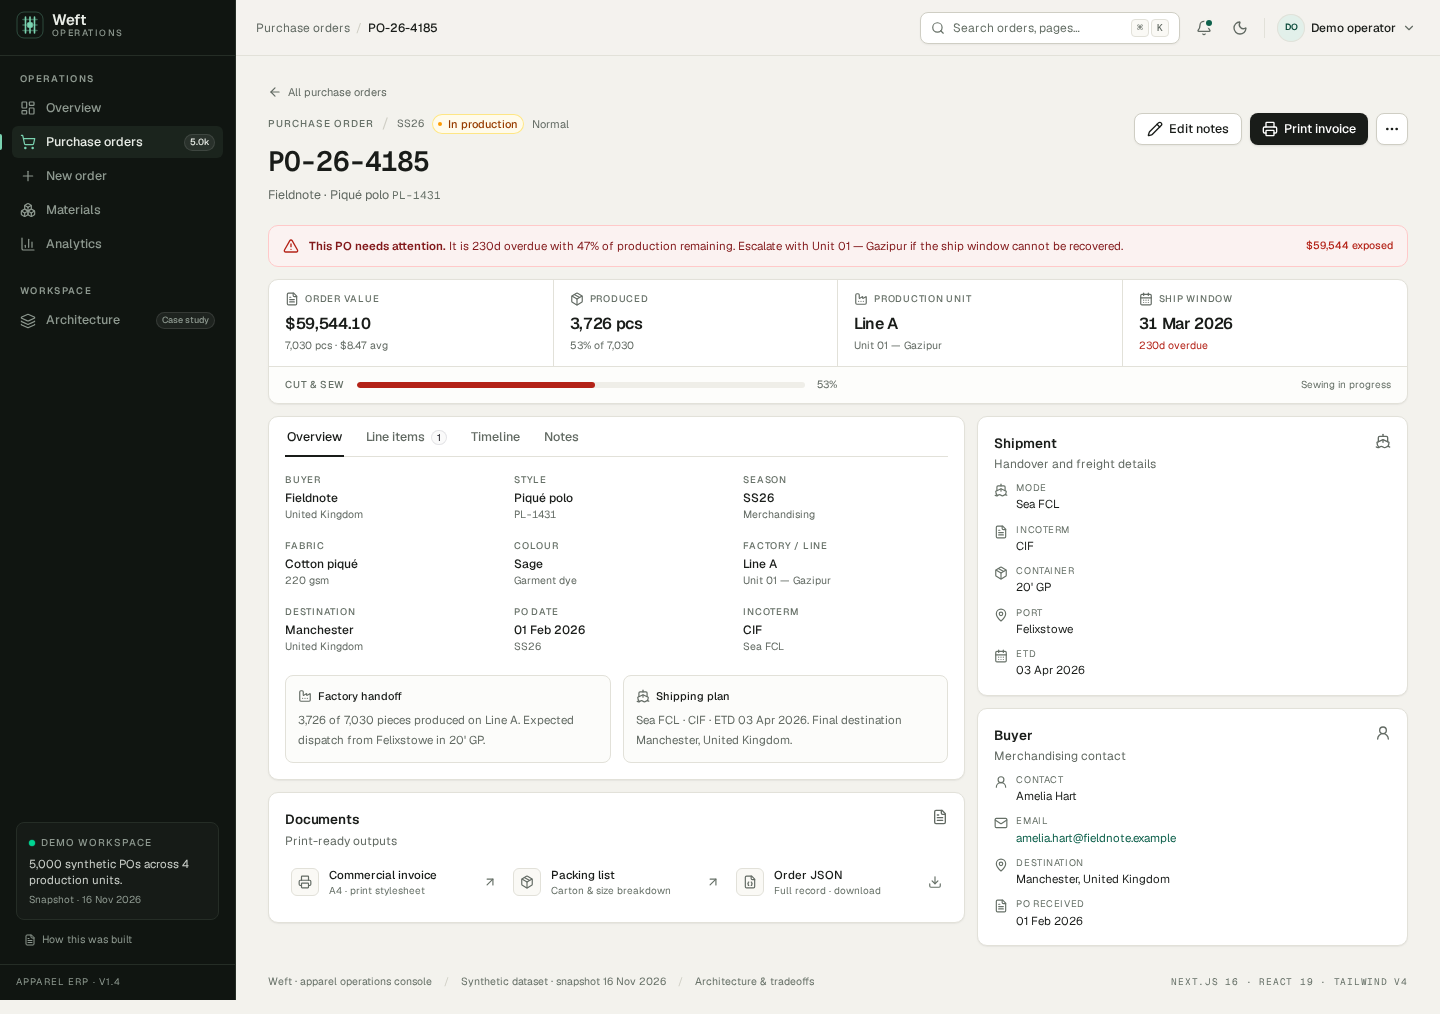 Weft
OPERATIONS
Purchase orders / PO-26-4185
Search orders, pages… ⌘ K
DO Demo operator
OPERATIONS
Overview
Purchase orders 5.0k
New order
Materials
Analytics
WORKSPACE
Architecture Case study
DEMO WORKSPACE
5,000 synthetic POs across 4
production units.
Snapshot · 16 Nov 2026
How this was built
APPAREL ERP · V1.4
All purchase orders
PURCHASE ORDER / SS26 In production Normal
PO-26-4185
Fieldnote · Piqué polo PL-1431
Edit notes
Print invoice
This PO needs attention. It is 230d overdue with 47% of production remaining. Escalate with Unit 01 — Gazipur if the ship window cannot be recovered. $59,544 exposed
ORDER VALUE
$59,544.10
7,030 pcs · $8.47 avg
PRODUCED
3,726 pcs
53% of 7,030
PRODUCTION UNIT
Line A
Unit 01 — Gazipur
SHIP WINDOW
31 Mar 2026
230d overdue
CUT & SEW 53% Sewing in progress
Overview Line items 1 Timeline Notes
BUYER
Fieldnote
United Kingdom
STYLE
Piqué polo
PL-1431
SEASON
SS26
Merchandising
FABRIC
Cotton piqué
220 gsm
COLOUR
Sage
Garment dye
FACTORY / LINE
Line A
Unit 01 — Gazipur
DESTINATION
Manchester
United Kingdom
PO DATE
01 Feb 2026
SS26
INCOTERM
CIF
Sea FCL
Factory handoff
3,726 of 7,030 pieces produced on Line A. Expected
dispatch from Felixstowe in 20' GP.
Shipping plan
Sea FCL · CIF · ETD 03 Apr 2026. Final destination
Manchester, United Kingdom.
Documents
Print-ready outputs
Commercial invoice
A4 · print stylesheet
Packing list
Carton & size breakdown
Order JSON
Full record · download
Shipment
Handover and freight details
MODE
Sea FCL
INCOTERM
CIF
CONTAINER
20' GP
PORT
Felixstowe
ETD
03 Apr 2026
Buyer
Merchandising contact
CONTACT
Amelia Hart
EMAIL
amelia.hart@fieldnote.example
DESTINATION
Manchester, United Kingdom
PO RECEIVED
01 Feb 2026
Weft · apparel operations console / Synthetic dataset · snapshot 16 Nov 2026 / Architecture & tradeoffs
NEXT.JS 16 · REACT 19 · TAILWIND V4